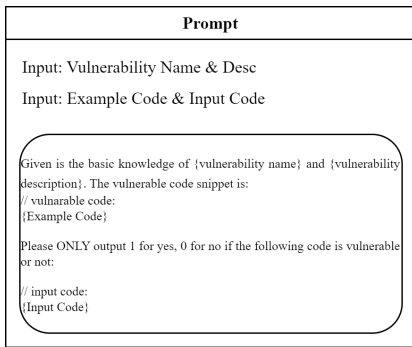 Prompt
Input: Vulnerability Name & Desc
Input: Example Code & Input Code
Given is the basic knowledge of {vulnerability name} and {vulnerability
description}. The vulnerable code snippet is:
// vulnarable code:
{Example Code}
Please ONLY output 1 for yes, 0 for no if the following code is vulnerable
or not:
// input code:
{Input Code}